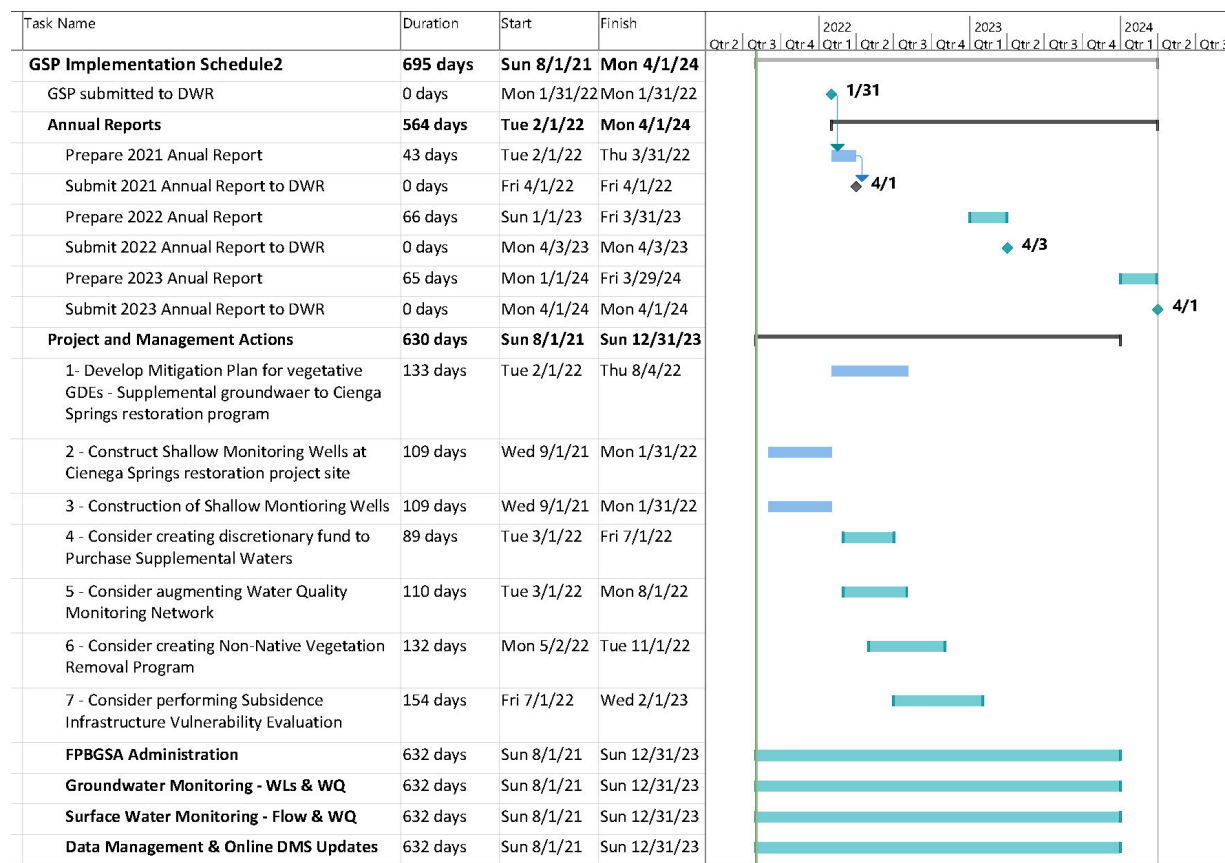 Task Name Duration Start Finish 2022 2023 2024
Qtr 2 Qtr 3 Qtr 4 Qtr 1 Qtr 2 Qtr 3 Qtr 4 Qtr 1 Qtr 2 Qtr 3 Qtr 4 Qtr 1 Qtr 2 Qtr 3
GSP Implementation Schedule2 695 days Sun 8/1/21 Mon 4/1/24
GSP submitted to DWR 0 days Mon 1/31/22 Mon 1/31/22 1/31
Annual Reports 564 days Tue 2/1/22 Mon 4/1/24
Prepare 2021 Anual Report 43 days Tue 2/1/22 Thu 3/31/22
Submit 2021 Annual Report to DWR 0 days Fri 4/1/22 Fri 4/1/22 4/1
Prepare 2022 Anual Report 66 days Sun 1/1/23 Fri 3/31/23
Submit 2022 Annual Report to DWR 0 days Mon 4/3/23 Mon 4/3/23 4/3
Prepare 2023 Anual Report 65 days Mon 1/1/24 Fri 3/29/24
Submit 2023 Annual Report to DWR 0 days Mon 4/1/24 Mon 4/1/24 4/1
Project and Management Actions 630 days Sun 8/1/21 Sun 12/31/23
1- Develop Mitigation Plan for vegetative 133 days Tue 2/1/22 Thu 8/4/22
GDEs - Supplemental groundwaer to Cienga
Springs restoration program
2 - Construct Shallow Monitoring Wells at 109 days Wed 9/1/21 Mon 1/31/22
Cienega Springs restoration project site
3 - Construction of Shallow Montioring Wells 109 days Wed 9/1/21 Mon 1/31/22
4 - Consider creating discretionary fund to 89 days Tue 3/1/22 Fri 7/1/22
Purchase Supplemental Waters
5 - Consider augmenting Water Quality 110 days Tue 3/1/22 Mon 8/1/22
Monitoring Network
6 - Consider creating Non-Native Vegetation 132 days Mon 5/2/22 Tue 11/1/22
Removal Program
7 - Consider performing Subsidence 154 days Fri 7/1/22 Wed 2/1/23
Infrastructure Vulnerability Evaluation
FPBGSA Administration 632 days Sun 8/1/21 Sun 12/31/23
Groundwater Monitoring - WLs & WQ 632 days Sun 8/1/21 Sun 12/31/23
Surface Water Monitoring - Flow & WQ 632 days Sun 8/1/21 Sun 12/31/23
Data Management & Online DMS Updates 632 days Sun 8/1/21 Sun 12/31/23